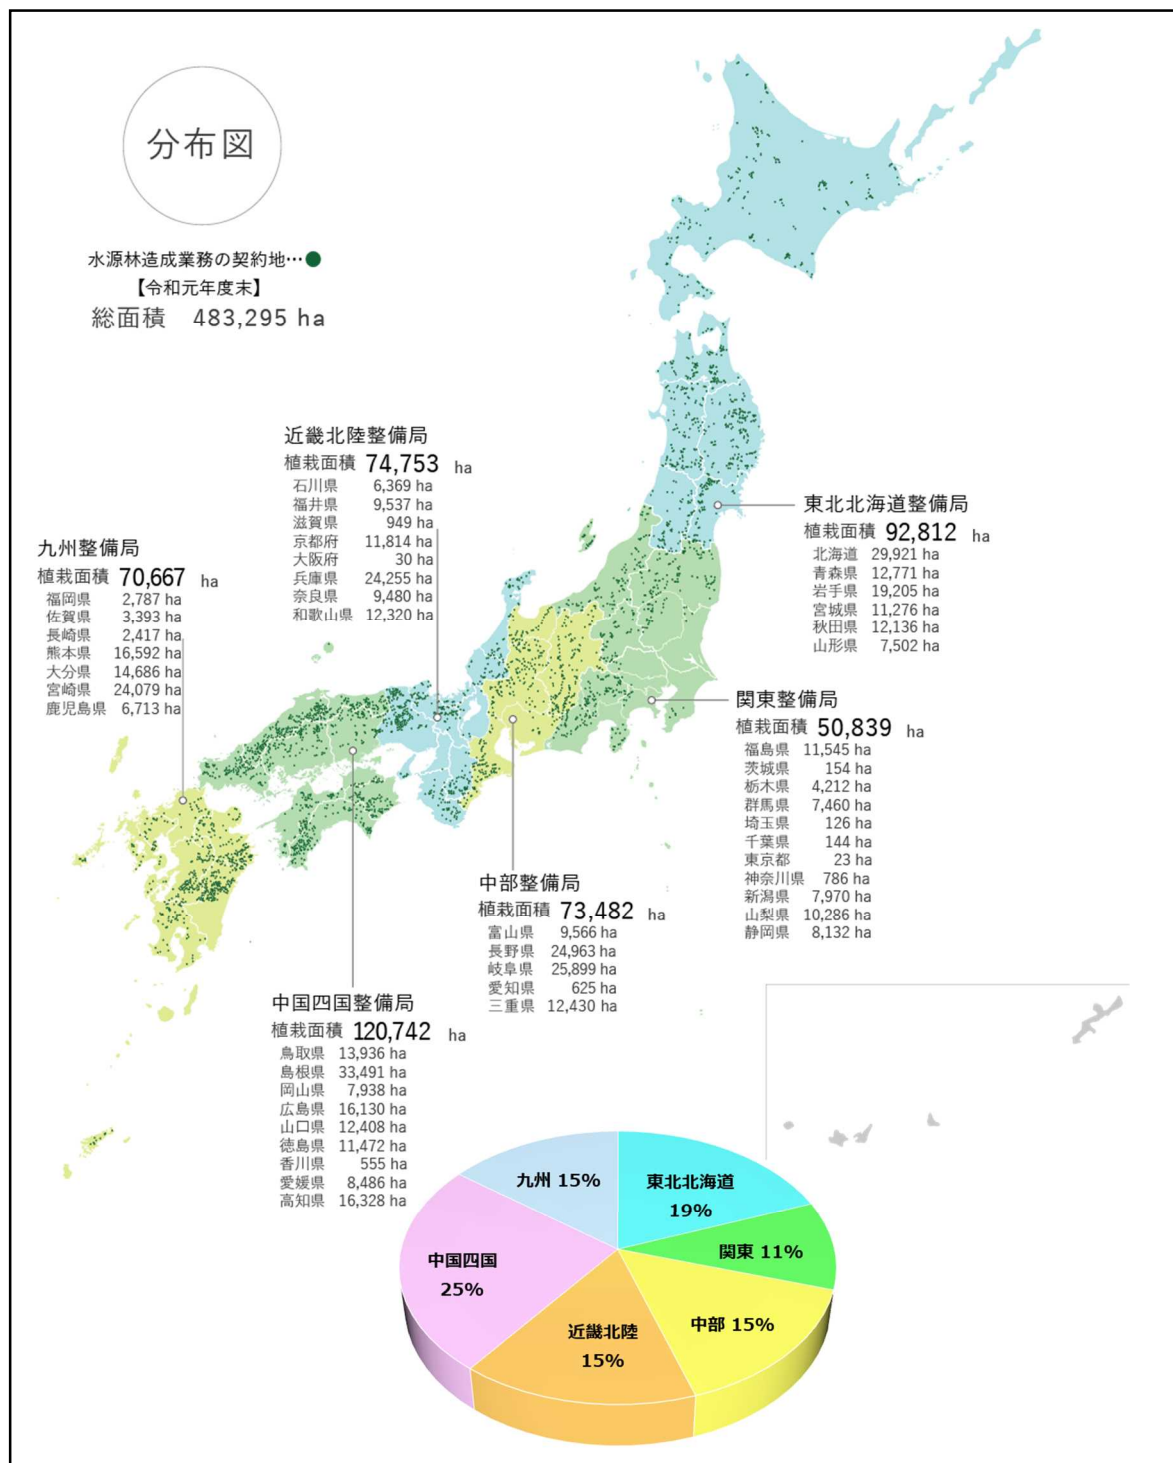 分布図
水源林造成業務の契約地…●
【令和元年度末】
総面積 483,295 ha
近畿北陸整備局
植栽面積 74,753 ha
石川県 6,369 ha
福井県 9,537 ha
滋賀県 949 ha
京都府 11,814 ha
大阪府 30 ha
兵庫県 24,255 ha
奈良県 9,480 ha
和歌山県 12,320 ha
東北北海道整備局
植栽面積 92,812 ha
北海道 29,921 ha
青森県 12,771 ha
岩手県 19,205 ha
宮城県 11,276 ha
秋田県 12,136 ha
山形県 7,502 ha
九州整備局
植栽面積 70,667 ha
福岡県 2,787 ha
佐賀県 3,393 ha
長崎県 2,417 ha
熊本県 16,592 ha
大分県 14,686 ha
宮崎県 24,079 ha
鹿児島県 6,713 ha
関東整備局
植栽面積 50,839 ha
福島県 11,545 ha
茨城県 154 ha
栃木県 4,212 ha
群馬県 7,460 ha
埼玉県 126 ha
千葉県 144 ha
東京都 23 ha
神奈川県 786 ha
新潟県 7,970 ha
山梨県 10,286 ha
静岡県 8,132 ha
中部整備局
植栽面積 73,482 ha
富山県 9,566 ha
長野県 24,963 ha
岐阜県 25,899 ha
愛知県 625 ha
三重県 12,430 ha
中国四国整備局
植栽面積 120,742 ha
鳥取県 13,936 ha
島根県 33,491 ha
岡山県 7,938 ha
広島県 16,130 ha
山口県 12,408 ha
徳島県 11,472 ha
香川県 555 ha
愛媛県 8,486 ha
高知県 16,328 ha
九州 15%
東北北海道
19%
関東 11%
中部 15%
近畿北陸
15%
中国四国
25%